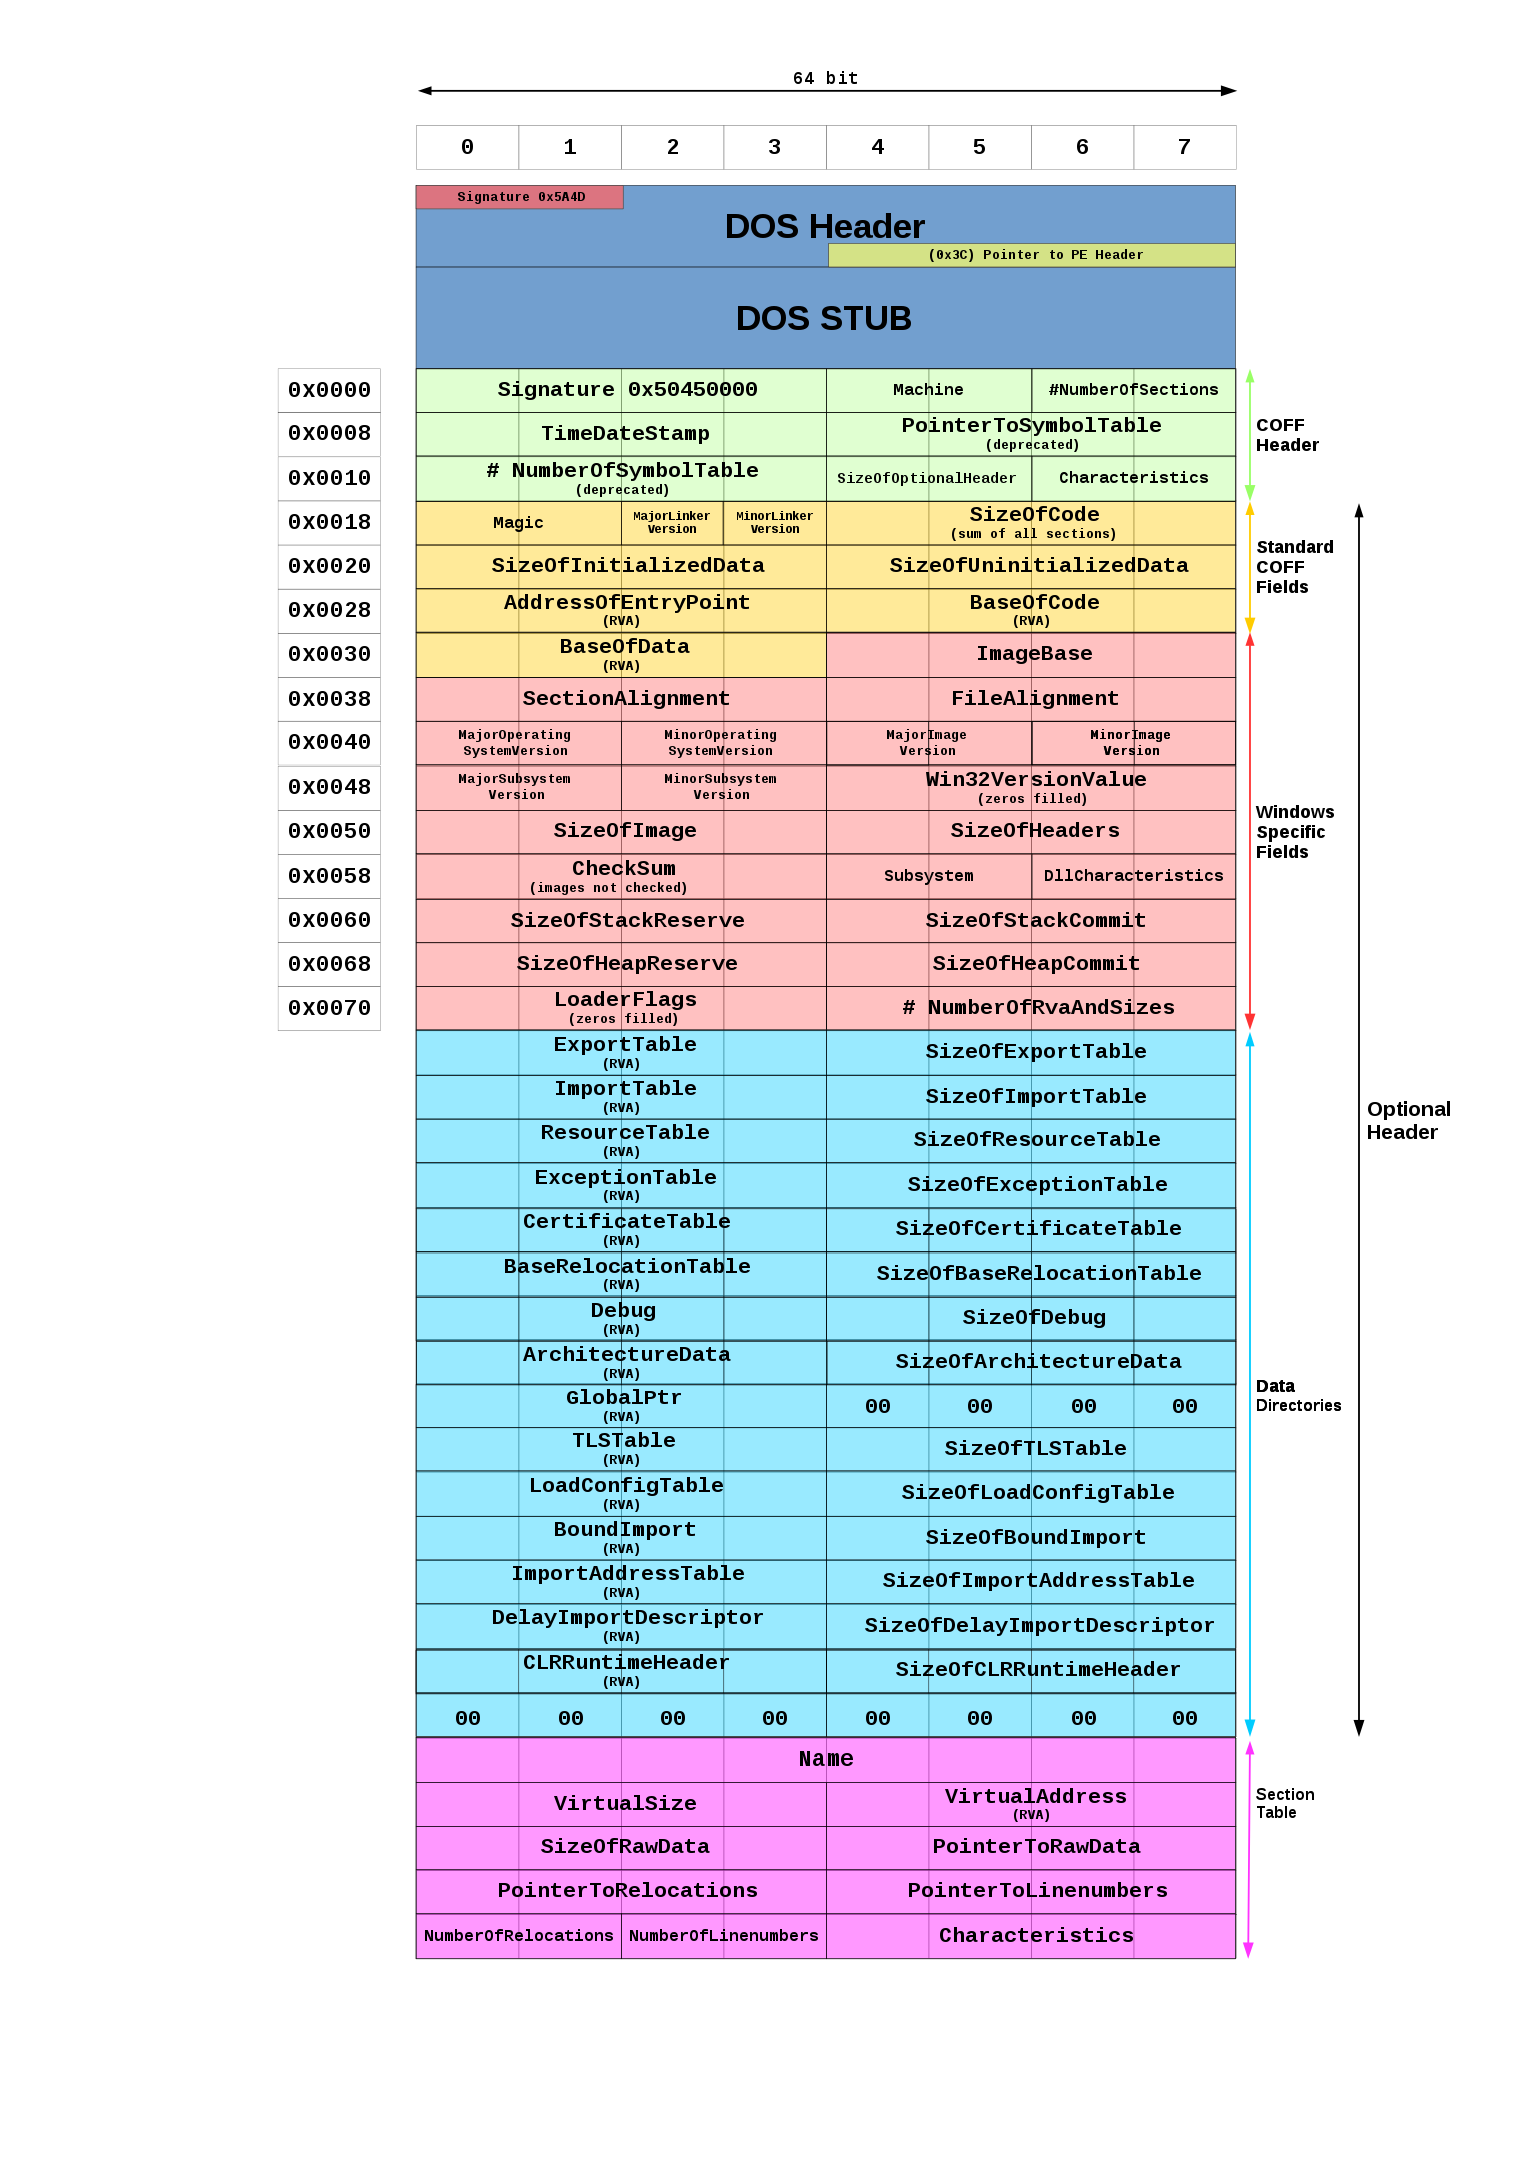 64 bit
0 1 2 3 4 5 6 7
Signature 0x5A4D
DOS Header
(0x3C) Pointer to PE Header
DOS STUB
0x0000 Signature 0x50450000 Machine #NumberOfSections
0x0008 TimeDateStamp PointerToSymbolTable
(deprecated)
COFF
Header
0x0010 # NumberOfSymbolTable SizeOfOptionalHeader Characteristics
(deprecated)
0x0018 Magic MajorLinker MinorLinker SizeOfCode
Version Version (sum of all sections)
0x0020 SizeOfInitializedData SizeOfUninitializedData
Standard
COFF
Fields
0x0028 AddressOfEntryPoint BaseOfCode
(RVA) (RVA)
0x0030 BaseOfData ImageBase
(RVA)
0x0038 SectionAlignment FileAlignment
0x0040 MajorOperating MinorOperating MajorImage MinorImage
SystemVersion SystemVersion Version Version
0x0048 MajorSubsystem MinorSubsystem Win32VersionValue
Version Version (zeros filled)
0x0050 SizeOfImage SizeOfHeaders
Windows
Specific
Fields
0x0058 CheckSum Subsystem DllCharacteristics
(images not checked)
0x0060 SizeOfStackReserve SizeOfStackCommit
0x0068 SizeOfHeapReserve SizeOfHeapCommit
0x0070 LoaderFlags # NumberOfRvaAndSizes
(zeros filled)
ExportTable SizeOfExportTable
(RVA)
ImportTable SizeOfImportTable
(RVA)
Optional
Header
ResourceTable SizeOfResourceTable
(RVA)
ExceptionTable SizeOfExceptionTable
(RVA)
CertificateTable SizeOfCertificateTable
(RVA)
BaseRelocationTable SizeOfBaseRelocationTable
(RVA)
Debug SizeOfDebug
(RVA)
ArchitectureData SizeOfArchitectureData
(RVA)
Data
Directories
GlobalPtr 00 00 00 00
(RVA)
TLSTable SizeOfTLSTable
(RVA)
LoadConfigTable SizeOfLoadConfigTable
(RVA)
BoundImport SizeOfBoundImport
(RVA)
ImportAddressTable SizeOfImportAddressTable
(RVA)
DelayImportDescriptor SizeOfDelayImportDescriptor
(RVA)
CLRRuntimeHeader SizeOfCLRRuntimeHeader
(RVA)
00 00 00 00 00 00 00 00
Name
VirtualSize VirtualAddress
(RVA)
Section
Table
SizeOfRawData PointerToRawData
PointerToRelocations PointerToLinenumbers
NumberOfRelocations NumberOfLinenumbers Characteristics